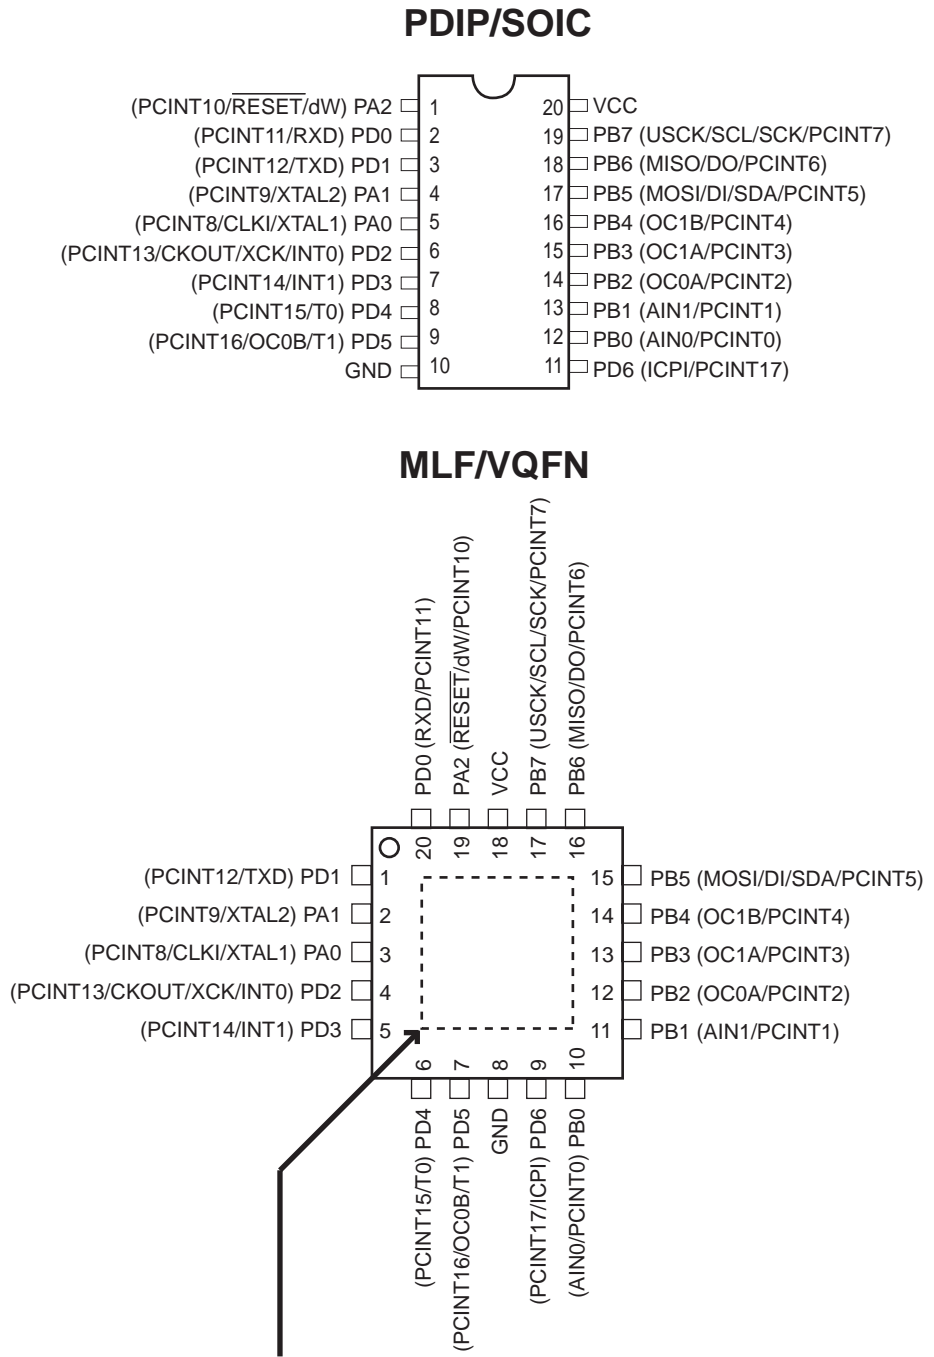 PDIP/SOIC
(PCINT10/RESET/dW) PA2 1 20 VCC
(PCINT11/RXD) PD0 2 19 PB7 (USCK/SCL/SCK/PCINT7)
(PCINT12/TXD) PD1 3 18 PB6 (MISO/DO/PCINT6)
(PCINT9/XTAL2) PA1 4 17 PB5 (MOSI/DI/SDA/PCINT5)
(PCINT8/CLKI/XTAL1) PA0 5 16 PB4 (OC1B/PCINT4)
(PCINT13/CKOUT/XCK/INT0) PD2 6 15 PB3 (OC1A/PCINT3)
(PCINT14/INT1) PD3 7 14 PB2 (OC0A/PCINT2)
(PCINT15/T0) PD4 8 13 PB1 (AIN1/PCINT1)
(PCINT16/OC0B/T1) PD5 9 12 PB0 (AIN0/PCINT0)
GND 10 11 PD6 (ICPI/PCINT17)
MLF/VQFN
PD0 (RXD/PCINT11)
PA2 (RESET/dW/PCINT10)
VCC
PB7 (USCK/SCL/SCK/PCINT7)
PB6 (MISO/DO/PCINT6)
20 19 18 17 16
(PCINT12/TXD) PD1 1 15 PB5 (MOSI/DI/SDA/PCINT5)
(PCINT9/XTAL2) PA1 2 14 PB4 (OC1B/PCINT4)
(PCINT8/CLKI/XTAL1) PA0 3 13 PB3 (OC1A/PCINT3)
(PCINT13/CKOUT/XCK/INT0) PD2 4 12 PB2 (OC0A/PCINT2)
(PCINT14/INT1) PD3 5 11 PB1 (AIN1/PCINT1)
6 7 8 9 10
(PCINT15/T0) PD4
(PCINT16/OC0B/T1) PD5
GND
(PCINT17/ICPI) PD6
(AIN0/PCINT0) PB0